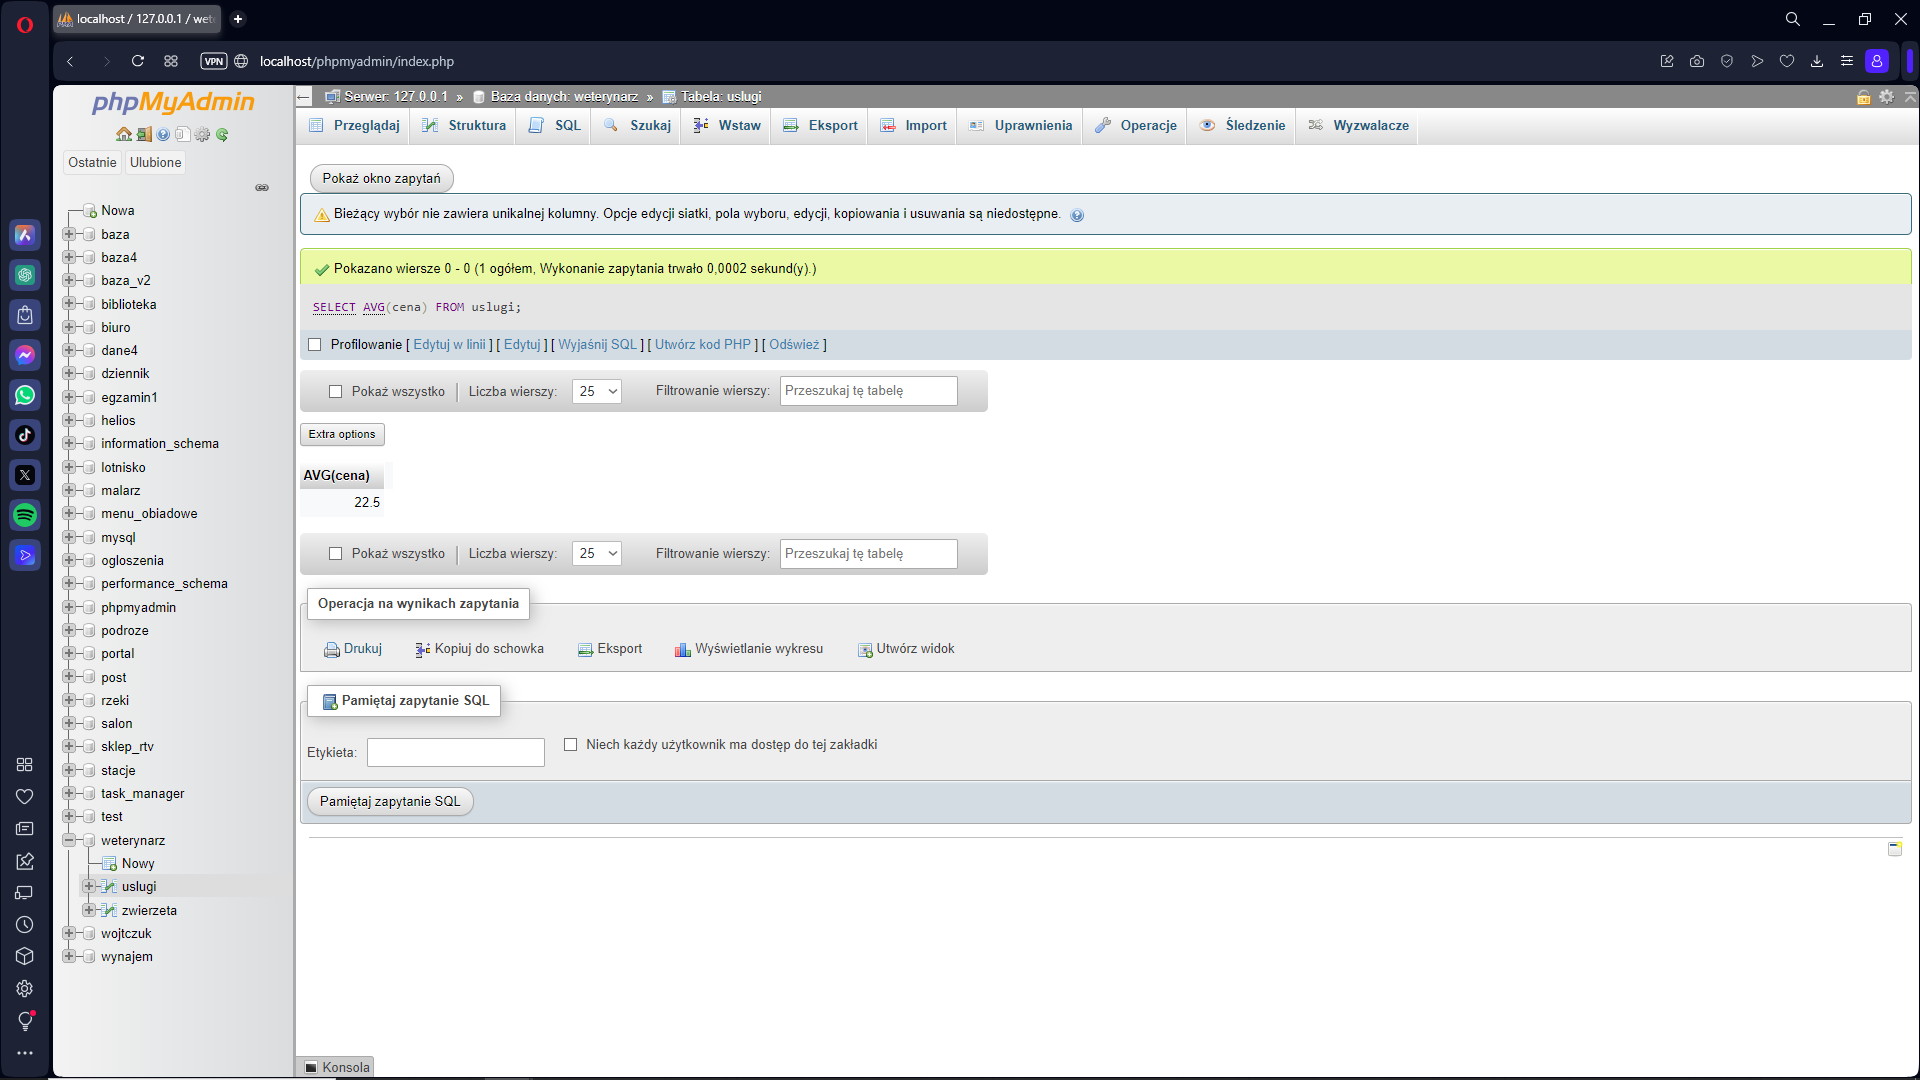 localhost / 127.0.0.1 / wete
VPN
localhost/phpmyadmin/index.php
phpMyAdmin
Ostatnie
Ulubione
Nowa
baza
baza4
baza_v2
biblioteka
biuro
dane4
dziennik
egzamin1
helios
information_schema
lotnisko
malarz
menu_obiadowe
mysql
ogloszenia
performance_schema
phpmyadmin
podroze
portal
post
rzeki
salon
sklep_rtv
stacje
task_manager
test
weterynarz
Nowy
uslugi
zwierzeta
wojtczuk
wynajem
Serwer: 127.0.0.1 » Baza danych: weterynarz » Tabela: uslugi
Przeglądaj Struktura SQL Szukaj Wstaw Eksport Import Uprawnienia Operacje Śledzenie Wyzwalacze
Pokaż okno zapytań
Bieżący wybór nie zawiera unikalnej kolumny. Opcje edycji siatki, pola wyboru, edycji, kopiowania i usuwania są niedostępne.
Pokazano wiersze 0 - 0 (1 ogółem, Wykonanie zapytania trwało 0,0002 sekund(y).)
SELECT AVG(cena) FROM uslugi;
Profilowanie [ Edytuj w linii ] [ Edytuj ] [ Wyjaśnij SQL ] [ Utwórz kod PHP ] [ Odśwież ]
Pokaż wszystko | Liczba wierszy: 25 Filtrowanie wierszy: Przeszukaj tę tabelę
Extra options
AVG(cena)
22.5
Pokaż wszystko | Liczba wierszy: 25 Filtrowanie wierszy: Przeszukaj tę tabelę
Operacja na wynikach zapytania
Drukuj Kopiuj do schowka Eksport Wyświetlanie wykresu Utwórz widok
Pamiętaj zapytanie SQL
Etykieta: Niech każdy użytkownik ma dostęp do tej zakładki
Pamiętaj zapytanie SQL
Konsola